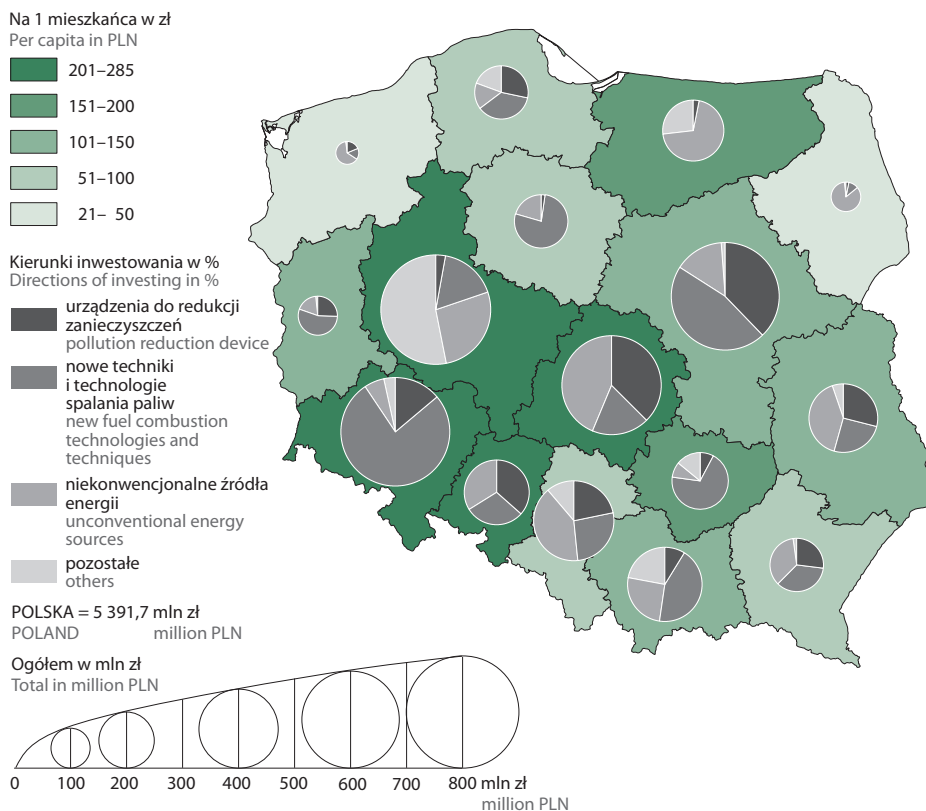 Na 1 mieszkańca w zł
Per capita in PLN
201–285
151–200
101–150
51–100
21– 50
Kierunki inwestowania w %
Directions of investing in %
urządzenia do redukcji
zanieczyszczeń
pollution reduction device
nowe techniki
i technologie
spalania paliw
new fuel combustion
technologies and
techniques
niekonwencjonalne źródła
energii
unconventional energy
sources
pozostałe
others
POLSKA = 5 391,7 mln zł
POLAND million PLN
Ogółem w mln zł
Total in million PLN
0 100 200 300 400 500 600 700 800 mln zł
million PLN